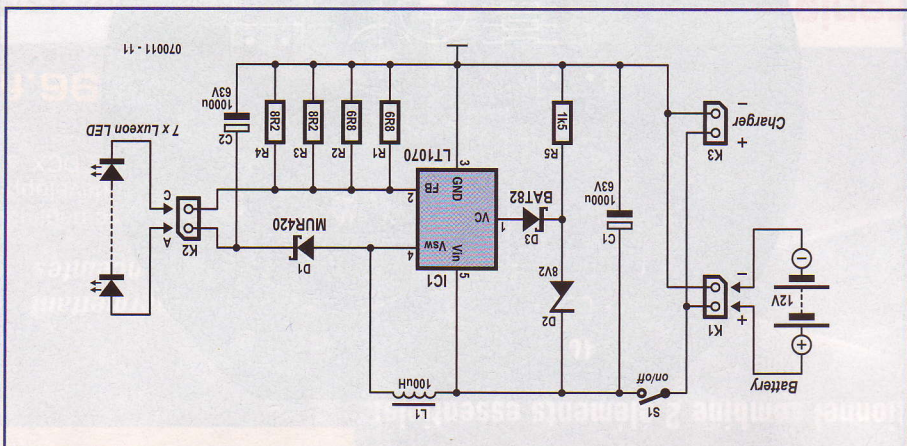 L1
100uH
S1
on/off
Battery
12V
K1
+
-
D2
8V2
IC1
5
Vin
4
VSW
VC
1
FB
2
GND
3
LT1070
D1
MUR420
D3
BAT82
K2
A
C
7 x Luxeon LED
C1
1000u
63V
K3
+
-
Charger
R5
1k5
R1
6R8
R2
6R8
R3
8R2
R4
8R2
C2
1000u
63V
070011 - 11